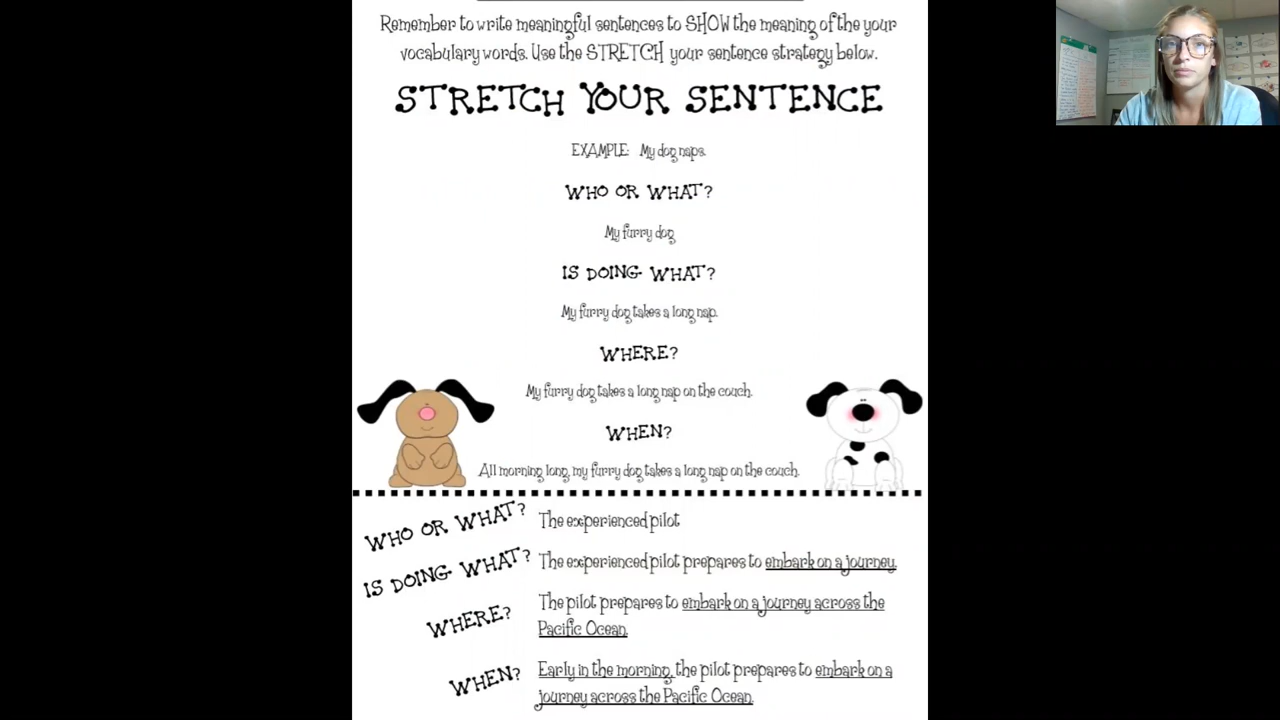 Remember to write meaningful sentences to SHOW the meaning of the your
vocabulary words. Use the STRETCH your sentence strategy below.
STRETCH YOUR SENTENCE
EXAMPLE: My dog naps.
WHO OR WHAT?
My furry dog
IS DOING WHAT?
My furry dog takes a long nap.
WHERE?
My furry dog takes a long nap on the couch.
WHEN?
All morning long, my furry dog takes a long nap on the couch.
WHO OR WHAT?
The experienced pilot
IS DOING WHAT?
The experienced pilot prepares to embark on a journey.
WHERE?
The pilot prepares to embark on a journey across the
Pacific Ocean.
WHEN?
Early in the morning, the pilot prepares to embark on a
journey across the Pacific Ocean.